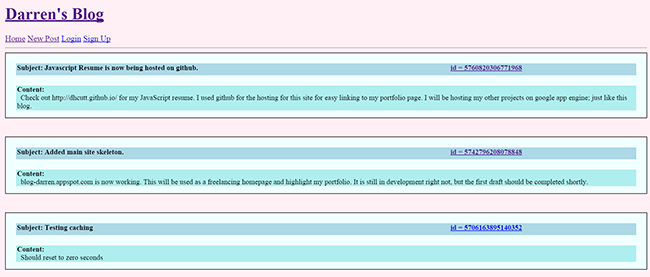 Darren's Blog
Home New Post Login Sign Up
Subject: Javascript Resume is now being hosted on github. id = 5760820306771968
Content:
Check out http://dhcutt.github.io/ for my JavaScript resume. I used github for the hosting for this site for easy linking to my portfolio page. I will be hosting my other projects on google app engine; just like this
blog.
Subject: Added main site skeleton. id = 5742796208078848
Content:
blog-darren.appspot.com is now working. This will be used as a freelancing homepage and highlight my portfolio. It is still in development right not, but the first draft should be completed shortly.
Subject: Testing caching id = 5706163895140352
Content:
Should reset to zero seconds